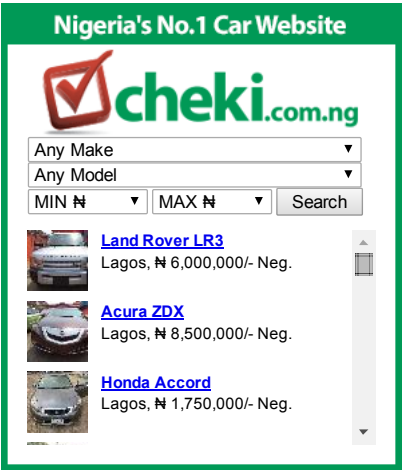 Nigeria's No.1 Car Website
cheki.com.ng
Any Make
Any Model
MIN ₦ MAX ₦ Search
Land Rover LR3
Lagos, ₦ 6,000,000/- Neg.
Acura ZDX
Lagos, ₦ 8,500,000/- Neg.
Honda Accord
Lagos, ₦ 1,750,000/- Neg.